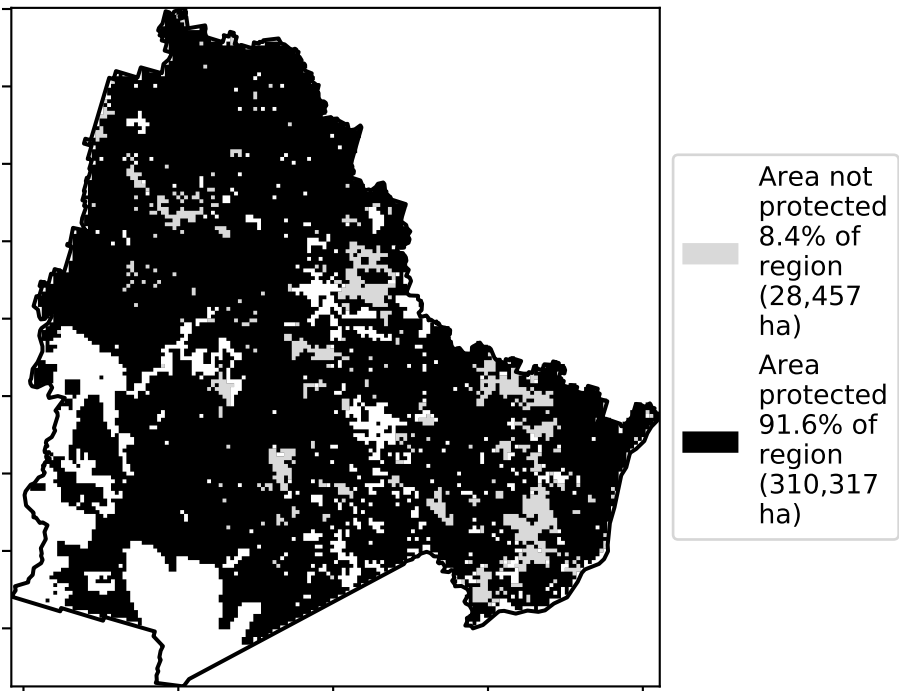 Area not
protected
8.4% of
region
(28,457
ha)
Area
protected
91.6% of
region
(310,317
ha)